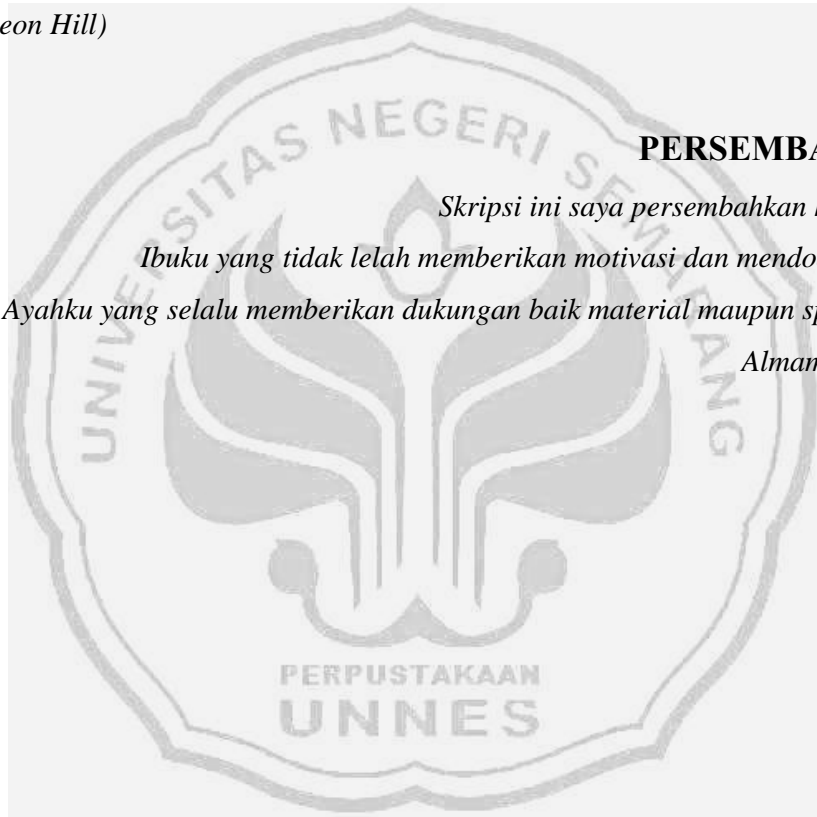 eon Hill)
UNIVERSITAS NEGERI SEMARANG
PERSEMBA
Skripsi ini saya persembahkan
Ibuku yang tidak lelah memberikan motivasi dan mendo
Ayahku yang selalu memberikan dukungan baik material maupun sp
Almam
PERPUSTAKAAN
UNNES